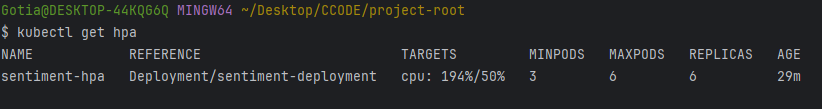 Gotia@DESKTOP-44KQG6Q MINGW64 ~/Desktop/CCODE/project-root
$ kubectl get hpa
NAME REFERENCE TARGETS MINPODS MAXPODS REPLICAS AGE
sentiment-hpa Deployment/sentiment-deployment cpu: 194%/50% 3 6 6 29m